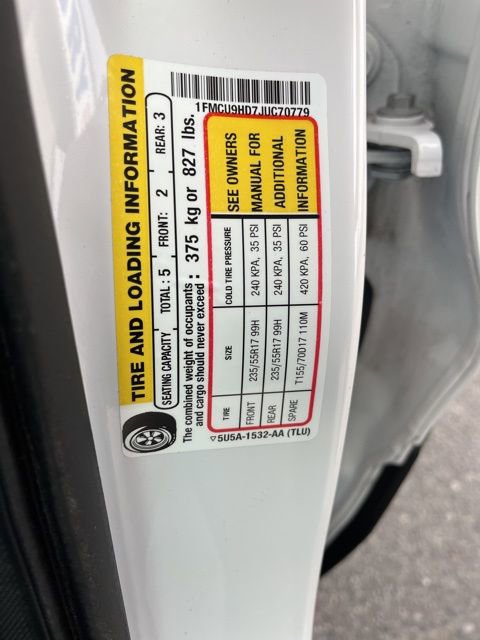 1FMCU9HD7JUC70779
TIRE AND LOADING INFORMATION
SEATING CAPACITY TOTAL: 5 FRONT: 2 REAR: 3
The combined weight of occupants and cargo should never exceed: 375 kg or 827 lbs.
TIRE SIZE COLD TIRE PRESSURE SEE OWNERS
FRONT 235/55R17 99H 240 KPA, 35 PSI MANUAL FOR
REAR 235/55R17 99H 240 KPA, 35 PSI ADDITIONAL
SPARE T155/70D17 110M 420 KPA, 60 PSI INFORMATION
5U5A-1532-AA (TLU)